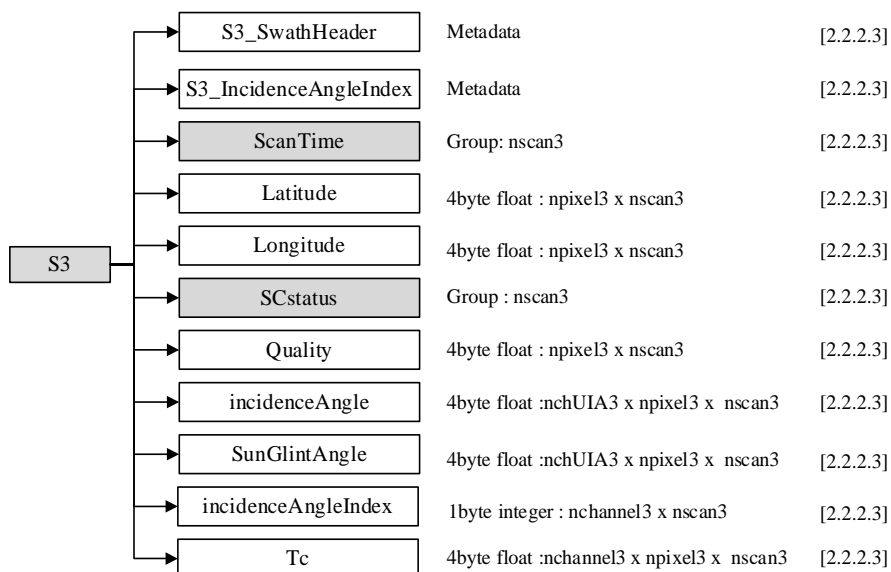 S3_SwathHeader Metadata [2.2.2.3]
S3_IncidenceAngleIndex Metadata [2.2.2.3]
ScanTime Group: nscan3 [2.2.2.3]
Latitude 4byte float : npixel3 x nscan3 [2.2.2.3]
Longitude 4byte float : npixel3 x nscan3 [2.2.2.3]
S3
SCstatus Group : nscan3 [2.2.2.3]
Quality 4byte float : npixel3 x nscan3 [2.2.2.3]
incidenceAngle 4byte float :nchUIA3 x npixel3 x nscan3 [2.2.2.3]
SunGlintAngle 4byte float :nchUIA3 x npixel3 x nscan3 [2.2.2.3]
incidenceAngleIndex 1byte integer : nchannel3 x nscan3 [2.2.2.3]
Tc 4byte float :nchannel3 x npixel3 x nscan3 [2.2.2.3]